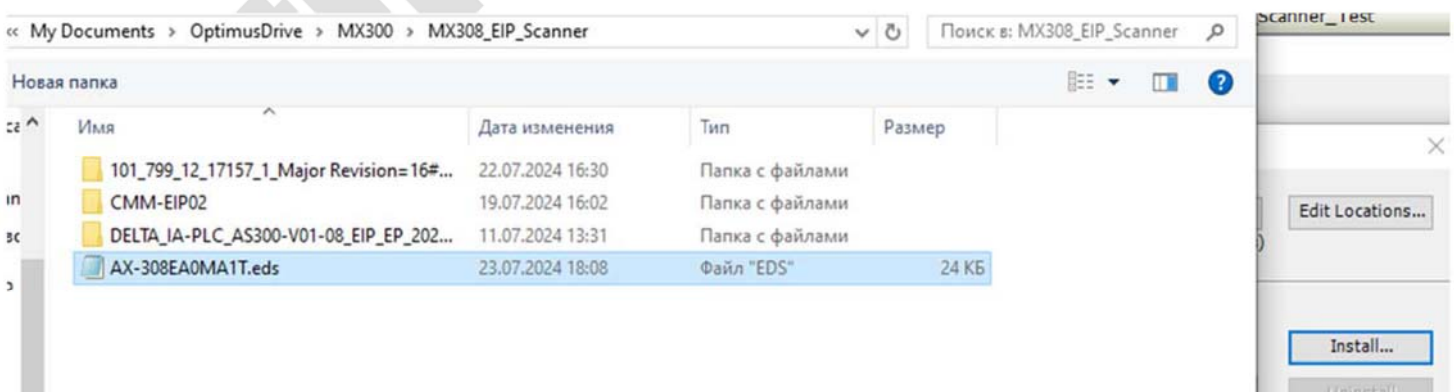 « My Documents › OptimusDrive › MX300 › MX308_EIP_Scanner
Поиск в: MX308_EIP_Scanner
Scanner_Test
Новая папка
Имя Дата изменения Тип Размер
101_799_12_17157_1_Major Revision=16#... 22.07.2024 16:30 Папка с файлами
CMM-EIP02 19.07.2024 16:02 Папка с файлами
DELTA_IA-PLC_AS300-V01-08_EIP_EP_202... 11.07.2024 13:31 Папка с файлами
AX-308EA0MA1T.eds 23.07.2024 18:08 Файл "EDS" 24 КБ
Edit Locations...
Install...
Uninstall